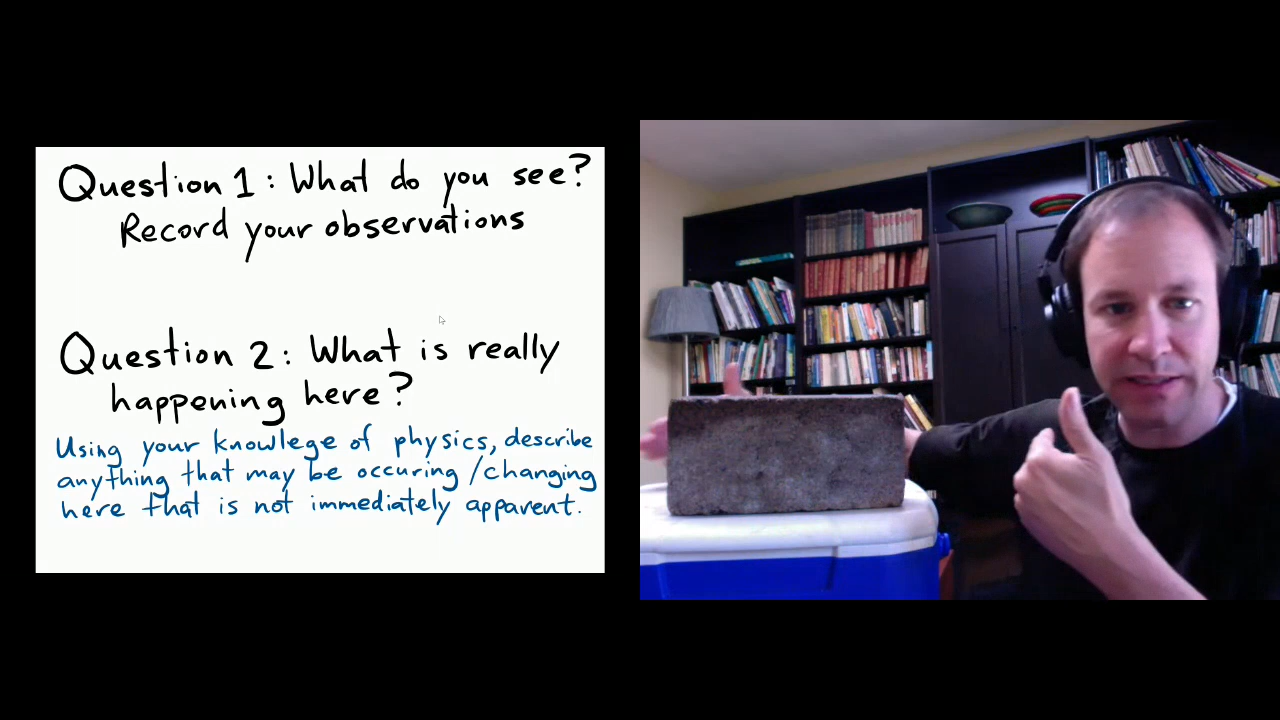 Question 1: What do you see?
Record your observations
Question 2: What is really
happening here?
Using your knowlege of physics, describe
anything that may be occuring/changing
here that is not immediately apparent.